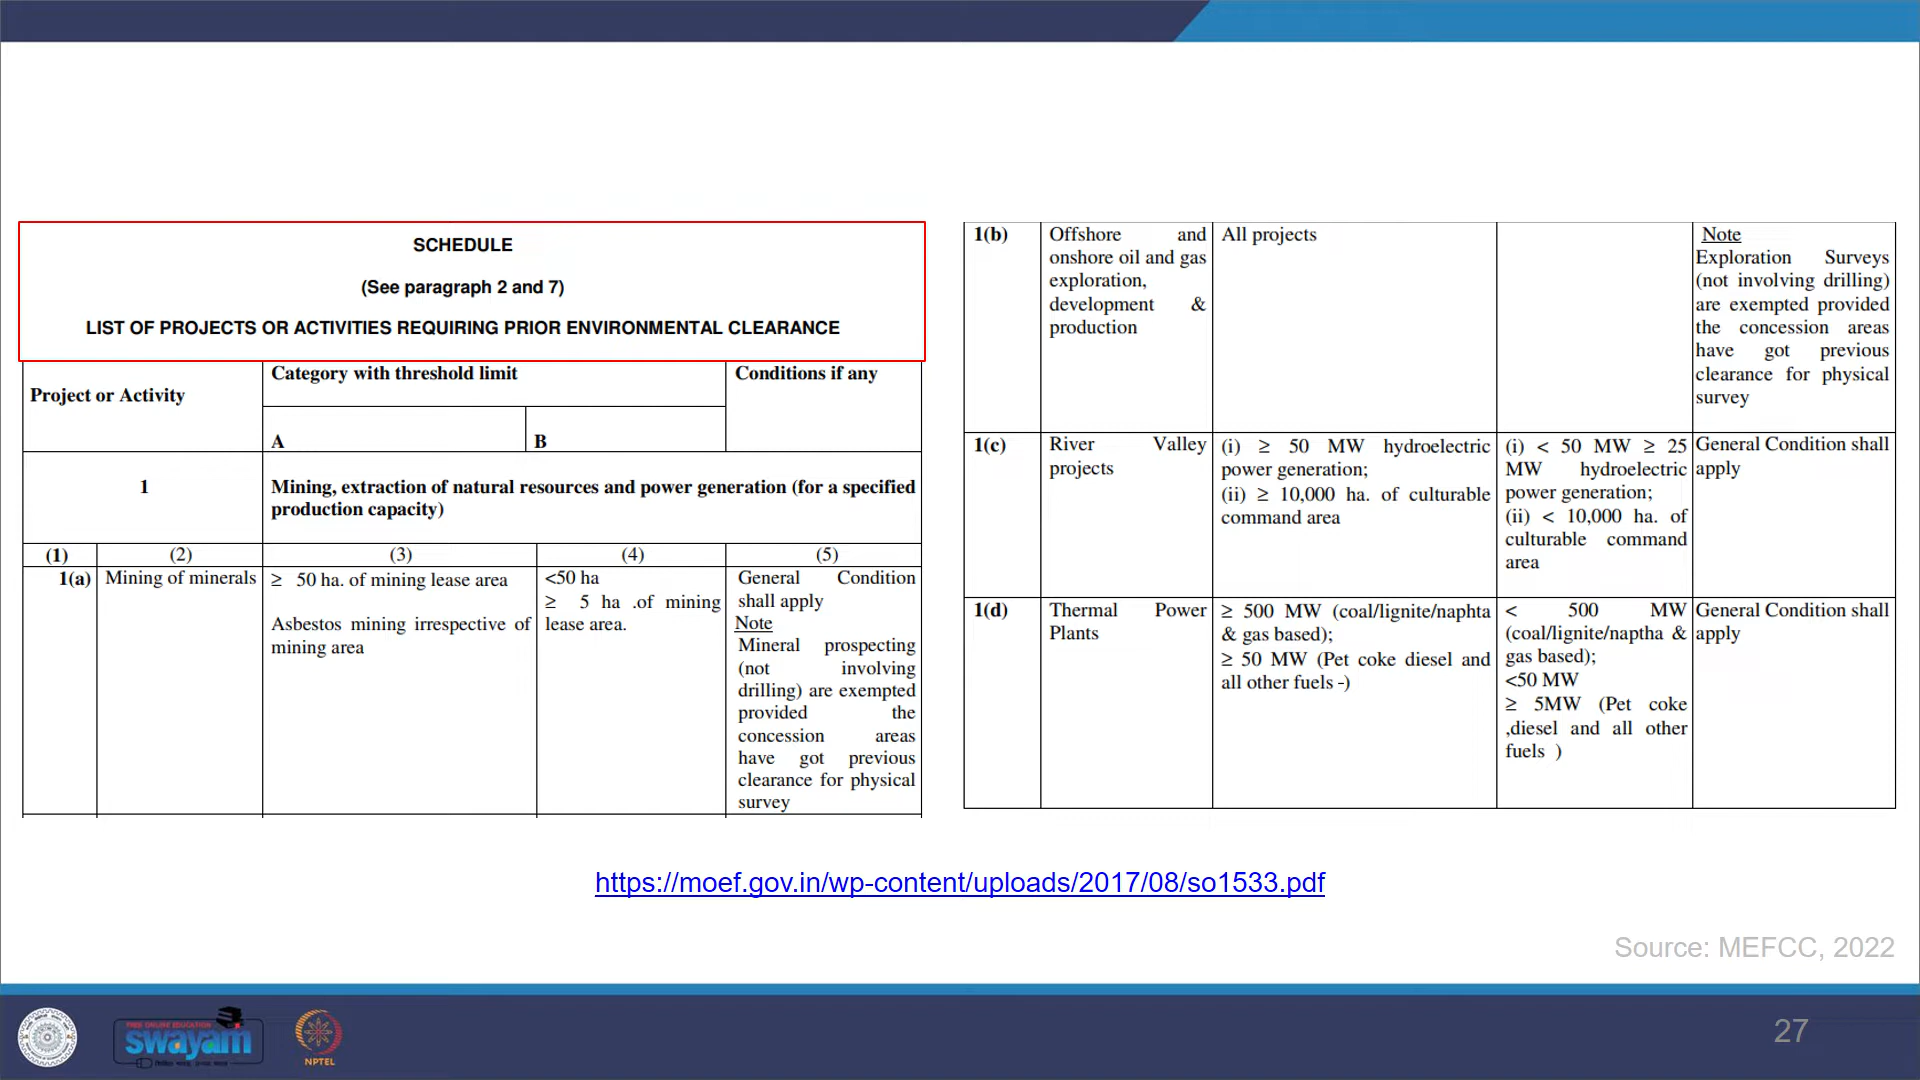 SCHEDULE
(See paragraph 2 and 7)
LIST OF PROJECTS OR ACTIVITIES REQUIRING PRIOR ENVIRONMENTAL CLEARANCE
Project or Activity
Category with threshold limit
Conditions if any
A
B
1
Mining, extraction of natural resources and power generation (for a specified
production capacity)
(1)
(2)
(3)
(4)
(5)
1(a)
Mining of minerals
≥ 50 ha. of mining lease area
Asbestos mining irrespective of
mining area
<50 ha
≥ 5 ha .of mining
lease area.
General Condition
shall apply
Note
Mineral prospecting
(not involving
drilling) are exempted
provided the
concession areas
have got previous
clearance for physical
survey
1(b)
Offshore and
onshore oil and gas
exploration,
development &
production
All projects
Note
Exploration Surveys
(not involving drilling)
are exempted provided
the concession areas
have got previous
clearance for physical
survey
1(c)
River Valley
projects
(i) ≥ 50 MW hydroelectric
power generation;
(ii) ≥ 10,000 ha. of culturable
command area
(i) < 50 MW ≥ 25
MW hydroelectric
power generation;
(ii) < 10,000 ha. of
culturable command
area
General Condition shall
apply
1(d)
Thermal Power
Plants
≥ 500 MW (coal/lignite/naphta
& gas based);
≥ 50 MW (Pet coke diesel and
all other fuels -)
< 500 MW
(coal/lignite/naptha &
gas based);
<50 MW
≥ 5MW (Pet coke
,diesel and all other
fuels )
General Condition shall
apply
https://moef.gov.in/wp-content/uploads/2017/08/so1533.pdf
Source: MEFCC, 2022
FREE ONLINE EDUCATION
swayam
NPTEL
27